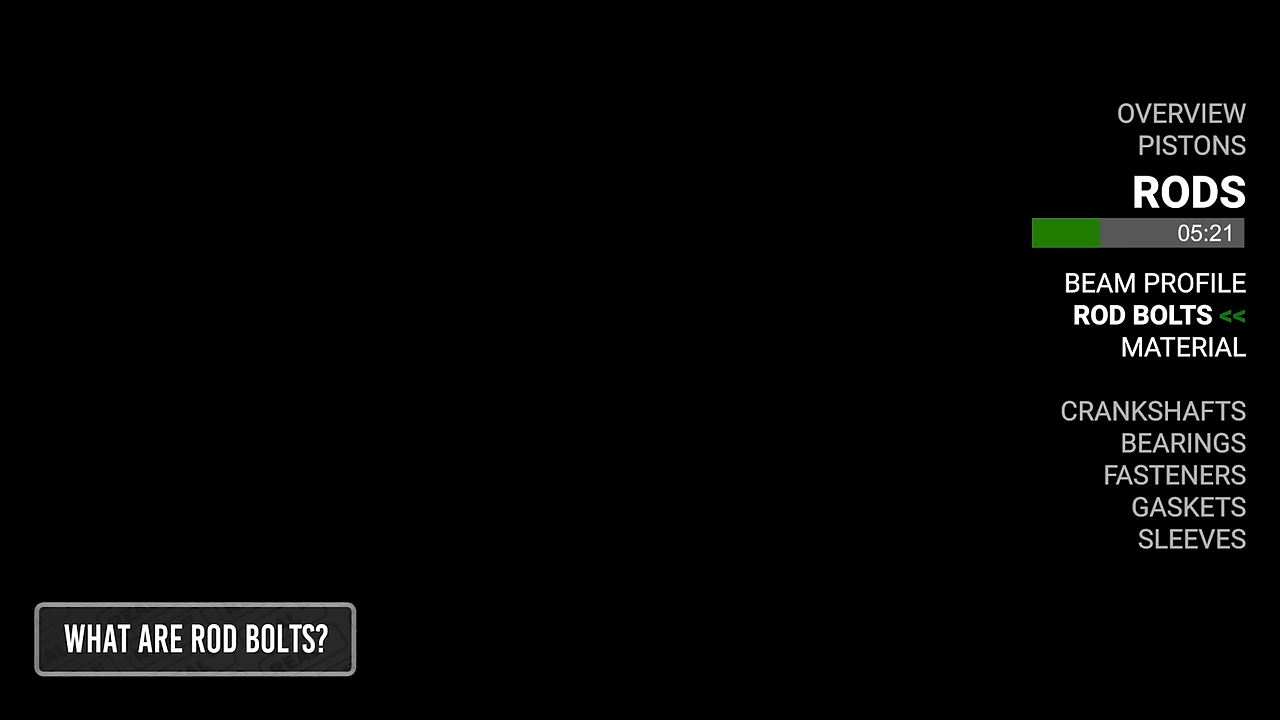 OVERVIEW
PISTONS
RODS
05:21
BEAM PROFILE
ROD BOLTS <<
MATERIAL
CRANKSHAFTS
BEARINGS
FASTENERS
GASKETS
SLEEVES
WHAT ARE ROD BOLTS?